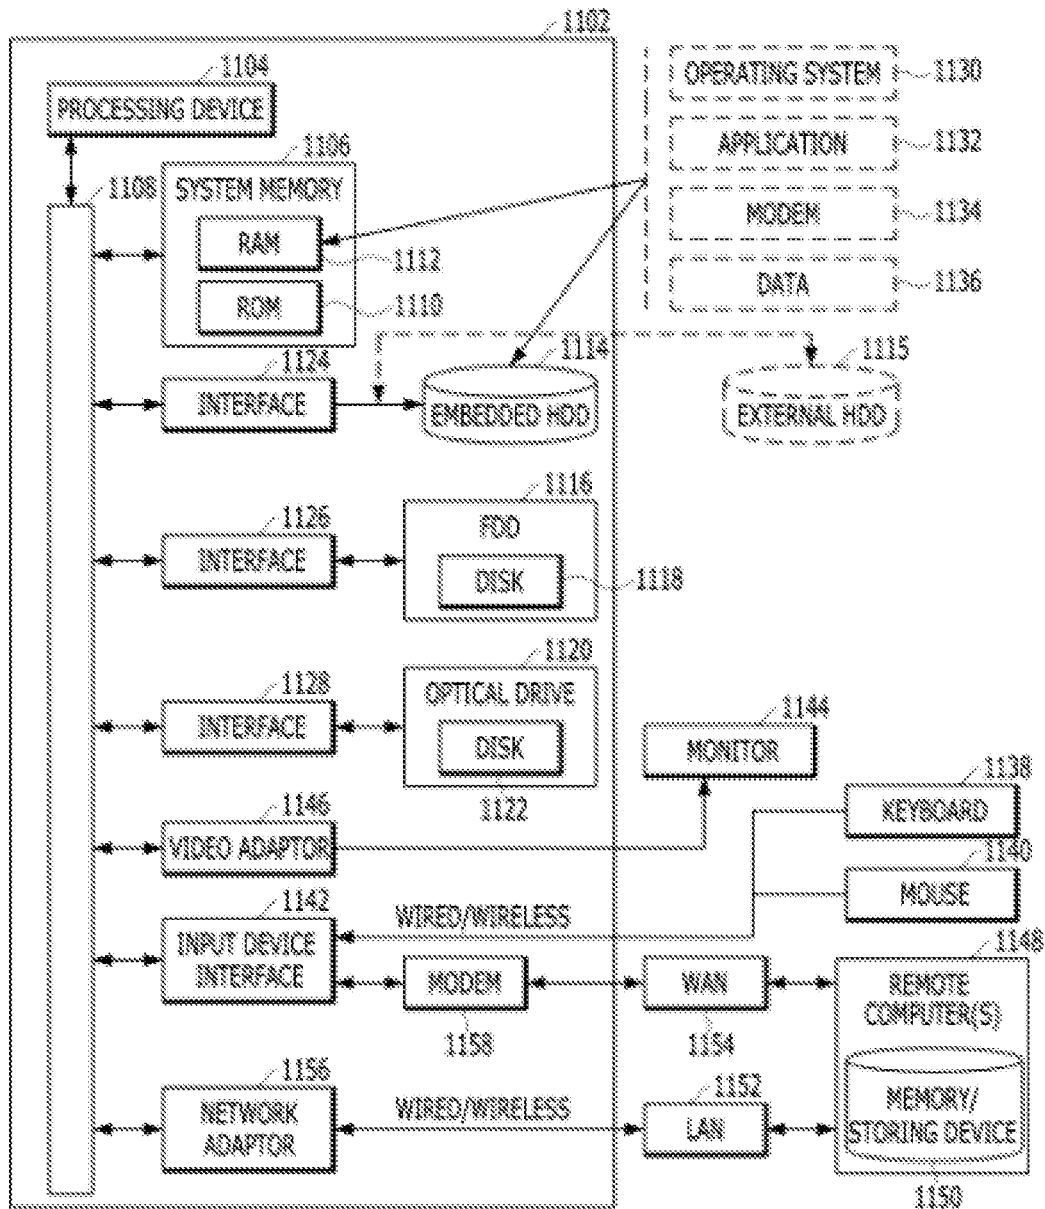 1102
1104
PROCESSING DEVICE
OPERATING SYSTEM
1130
APPLICATION
1132
MODEM
1134
DATA
1136
1106
1108
SYSTEM MEMORY
RAM
1112
ROM
1110
1124
INTERFACE
1114
EMBEDDED HDD
1115
EXTERNAL HDD
1126
INTERFACE
1116
FDD
DISK
1118
1128
INTERFACE
1120
OPTICAL DRIVE
DISK
1122
1144
MONITOR
1138
KEYBOARD
1146
VIDEO ADAPTOR
1140
MOUSE
1142
INPUT DEVICE
INTERFACE
WIRED/WIRELESS
MODEM
1158
WAN
1154
1148
REMOTE
COMPUTER(S)
1156
NETWORK
ADAPTOR
WIRED/WIRELESS
1152
LAN
MEMORY/
STORING DEVICE
1150